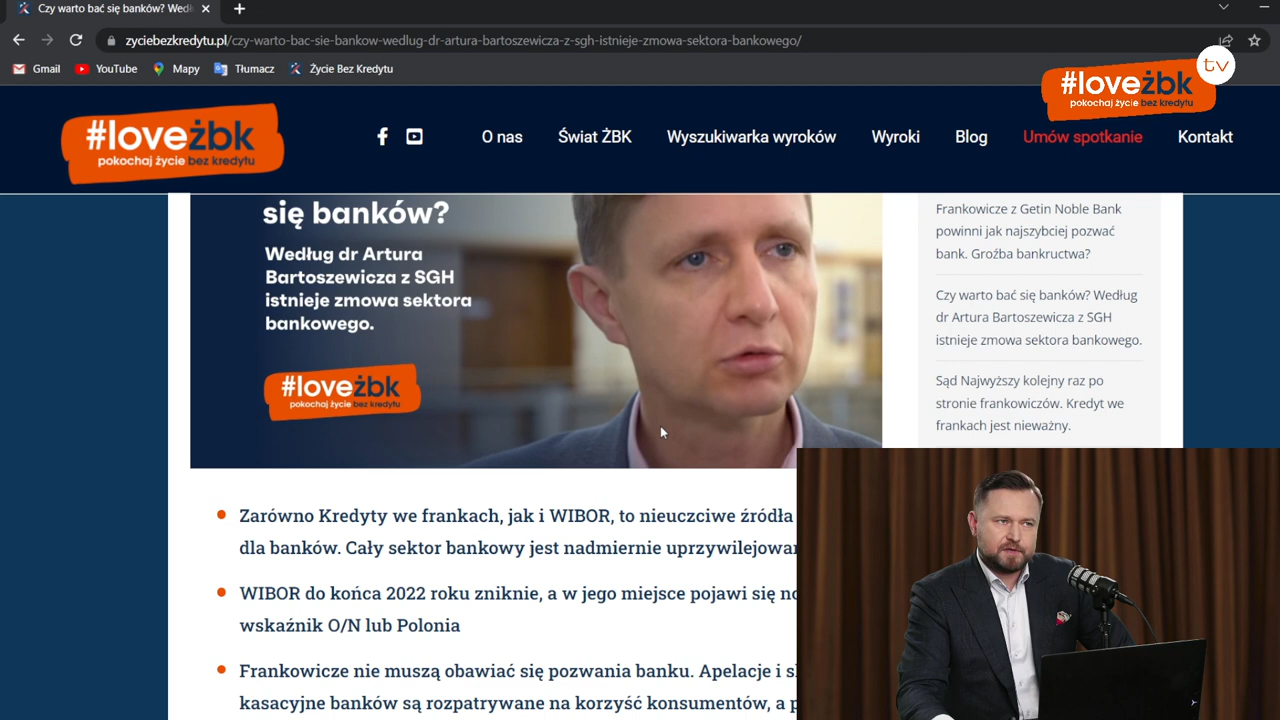 Czy warto bać się banków? Wedł
zyciebezkredytu.pl/czy-warto-bac-sie-bankow-wedlug-dr-artura-bartoszewicza-z-sgh-istnieje-zmowa-sektora-bankowego/
Gmail YouTube Mapy Tłumacz Życie Bez Kredytu
tv
#loveżbk
pokochaj życie bez kredytu
#loveżbk
pokochaj życie bez kredytu
O nas Świat ŻBK Wyszukiwarka wyroków Wyroki Blog Umów spotkanie Kontakt
się banków?
Według dr Artura
Bartoszewicza z SGH
istnieje zmowa sektora
bankowego.
#loveżbk
pokochaj życie bez kredytu
Frankowicze z Getin Noble Bank
powinni jak najszybciej pozwać
bank. Groźba bankructwa?
Czy warto bać się banków? Według
dr Artura Bartoszewicza z SGH
istnieje zmowa sektora bankowego.
Sąd Najwyższy kolejny raz po
stronie frankowiczów. Kredyt we
frankach jest nieważny.
Zarówno Kredyty we frankach, jak i WIBOR, to nieuczciwe źródła
dla banków. Cały sektor bankowy jest nadmiernie uprzywilejowan
WIBOR do końca 2022 roku zniknie, a w jego miejsce pojawi się no
wskaźnik O/N lub Polonia
Frankowicze nie muszą obawiać się pozwania banku. Apelacje i s
kasacyjne banków są rozpatrywane na korzyść konsumentów, a p